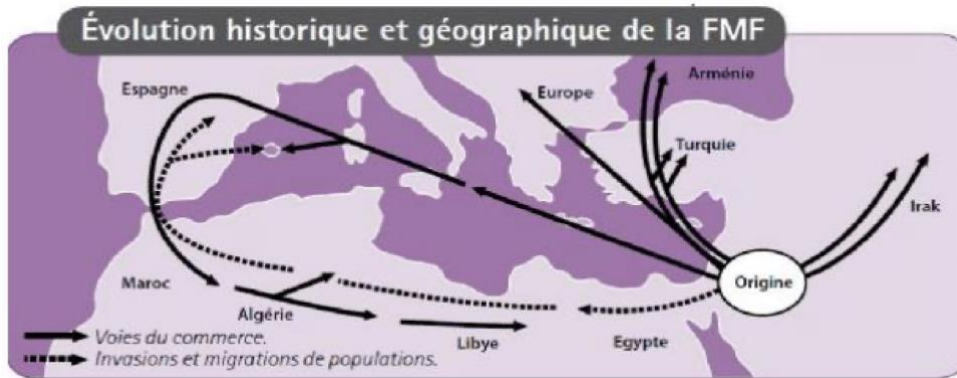 Évolution historique et géographique de la FMF
Arménie
Espagne
Europe
Turquie
Irak
Maroc
Origine
Algérie
Libye
Egypte
Voies du commerce.
Invasions et migrations de populations.